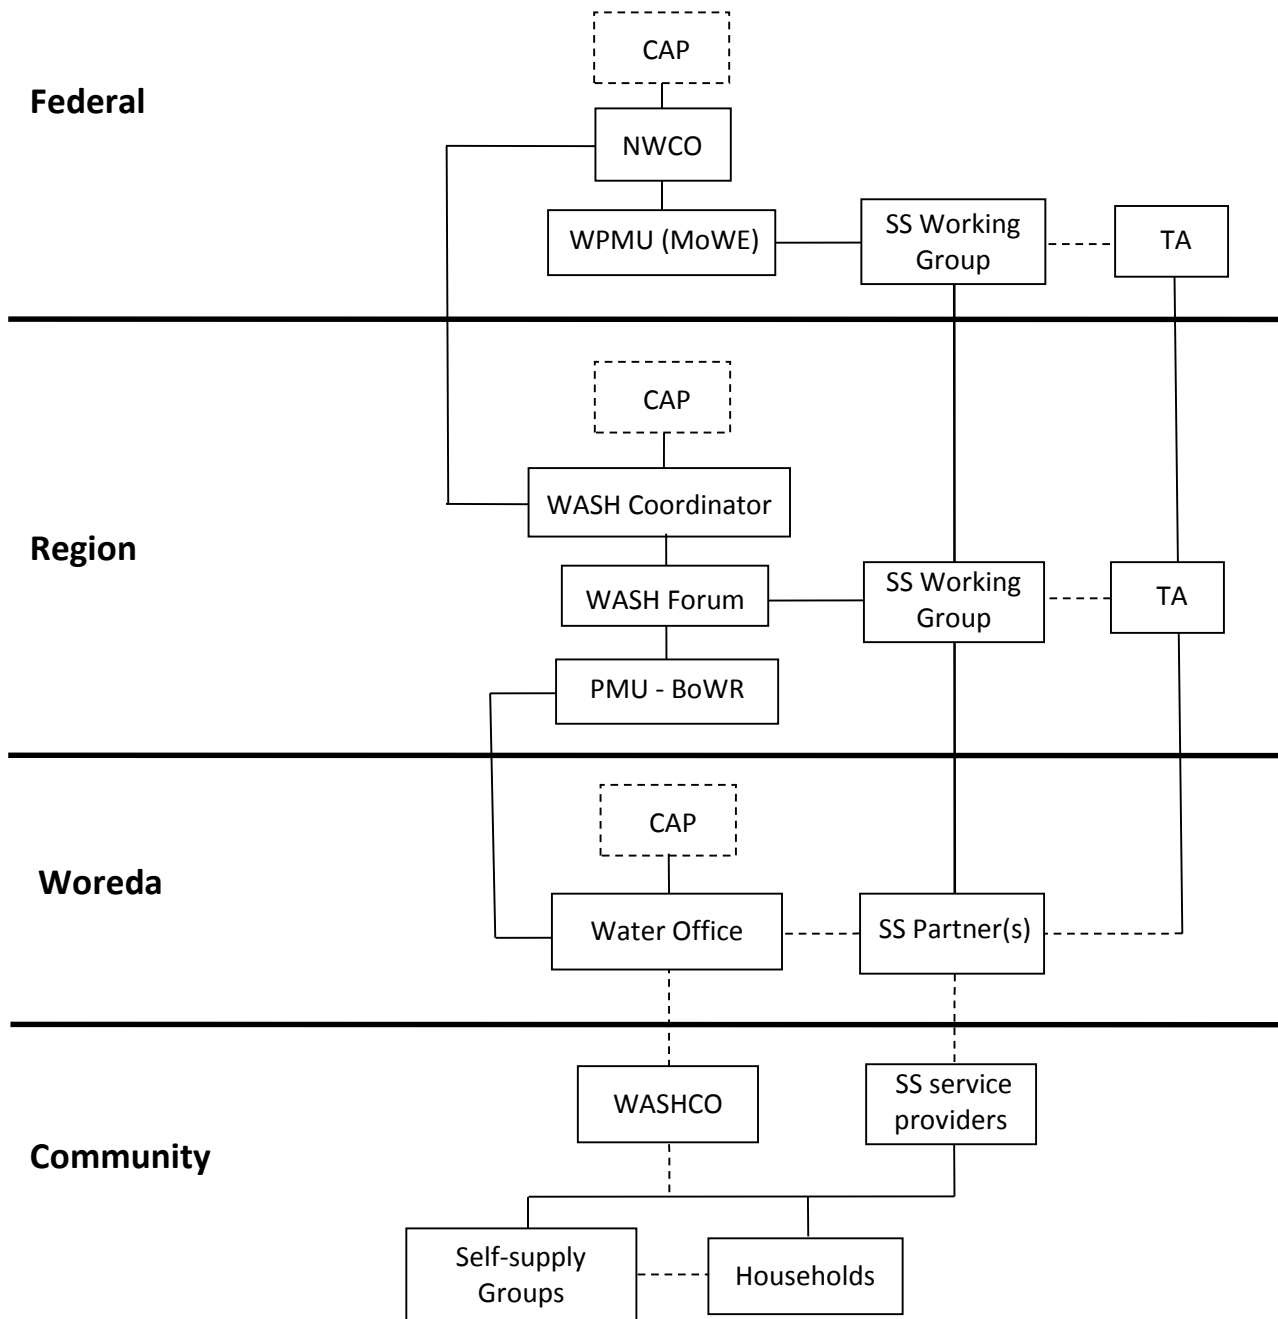 CAP
Federal
NWCO
WPMU (MoWE)
SS Working
Group
TA
CAP
WASH Coordinator
Region
WASH Forum
SS Working
Group
TA
PMU - BoWR
CAP
Woreda
Water Office
SS Partner(s)
WASHCO
SS service
providers
Community
Self-supply
Groups
Households